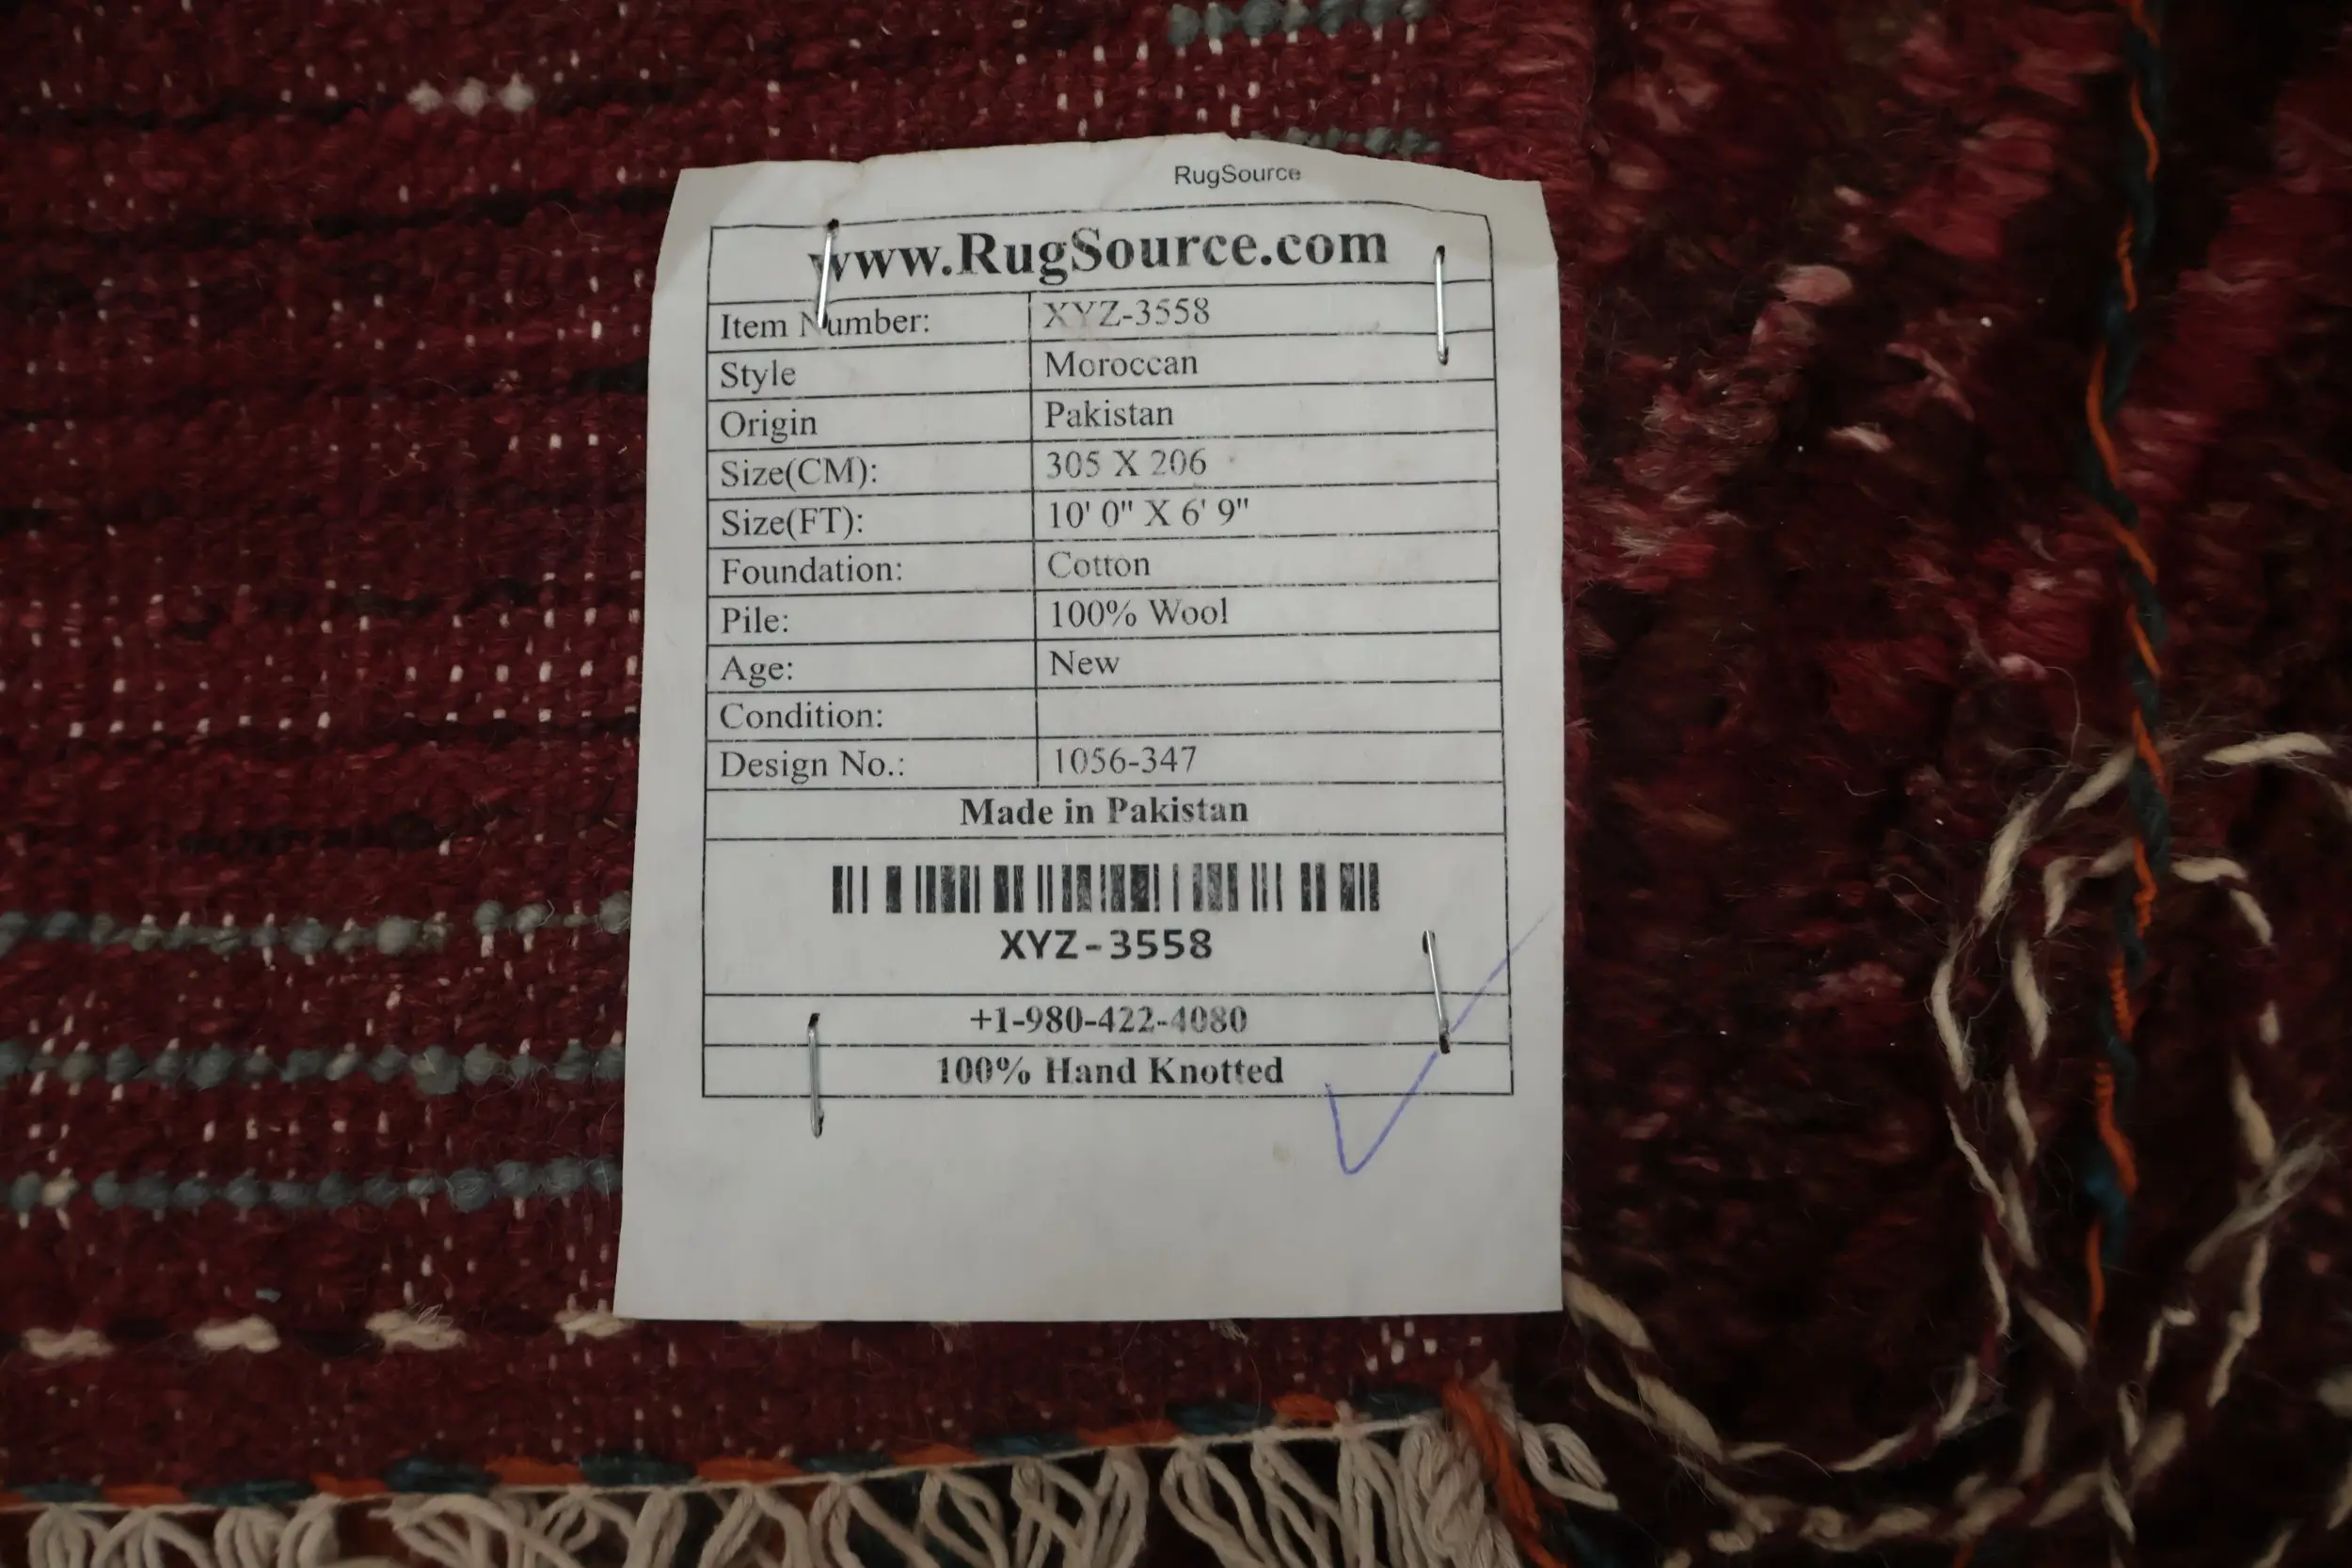 RugSource
www.RugSource.com
Item Number: XYZ-3558
Style Moroccan
Origin Pakistan
Size(CM): 305 X 206
Size(FT): 10' 0" X 6' 9"
Foundation: Cotton
Pile: 100% Wool
Age: New
Condition:
Design No.: 1056-347
Made in Pakistan
XYZ-3558
+1-980-422-4080
100% Hand Knotted